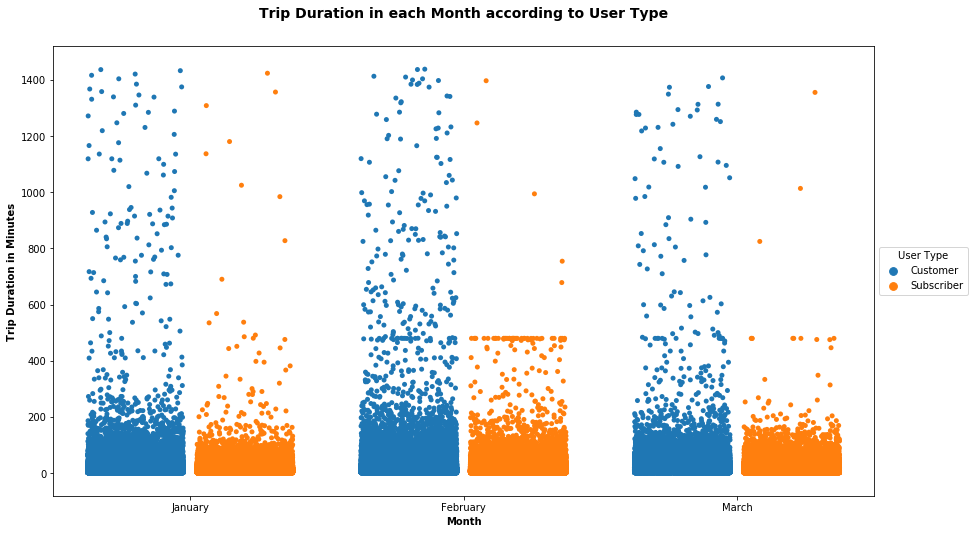 Trip Duration in each Month according to User Type
Trip Duration in Minutes
1400
1200
1000
800
600
400
200
0
January
February
March
Month
User Type
Customer
Subscriber